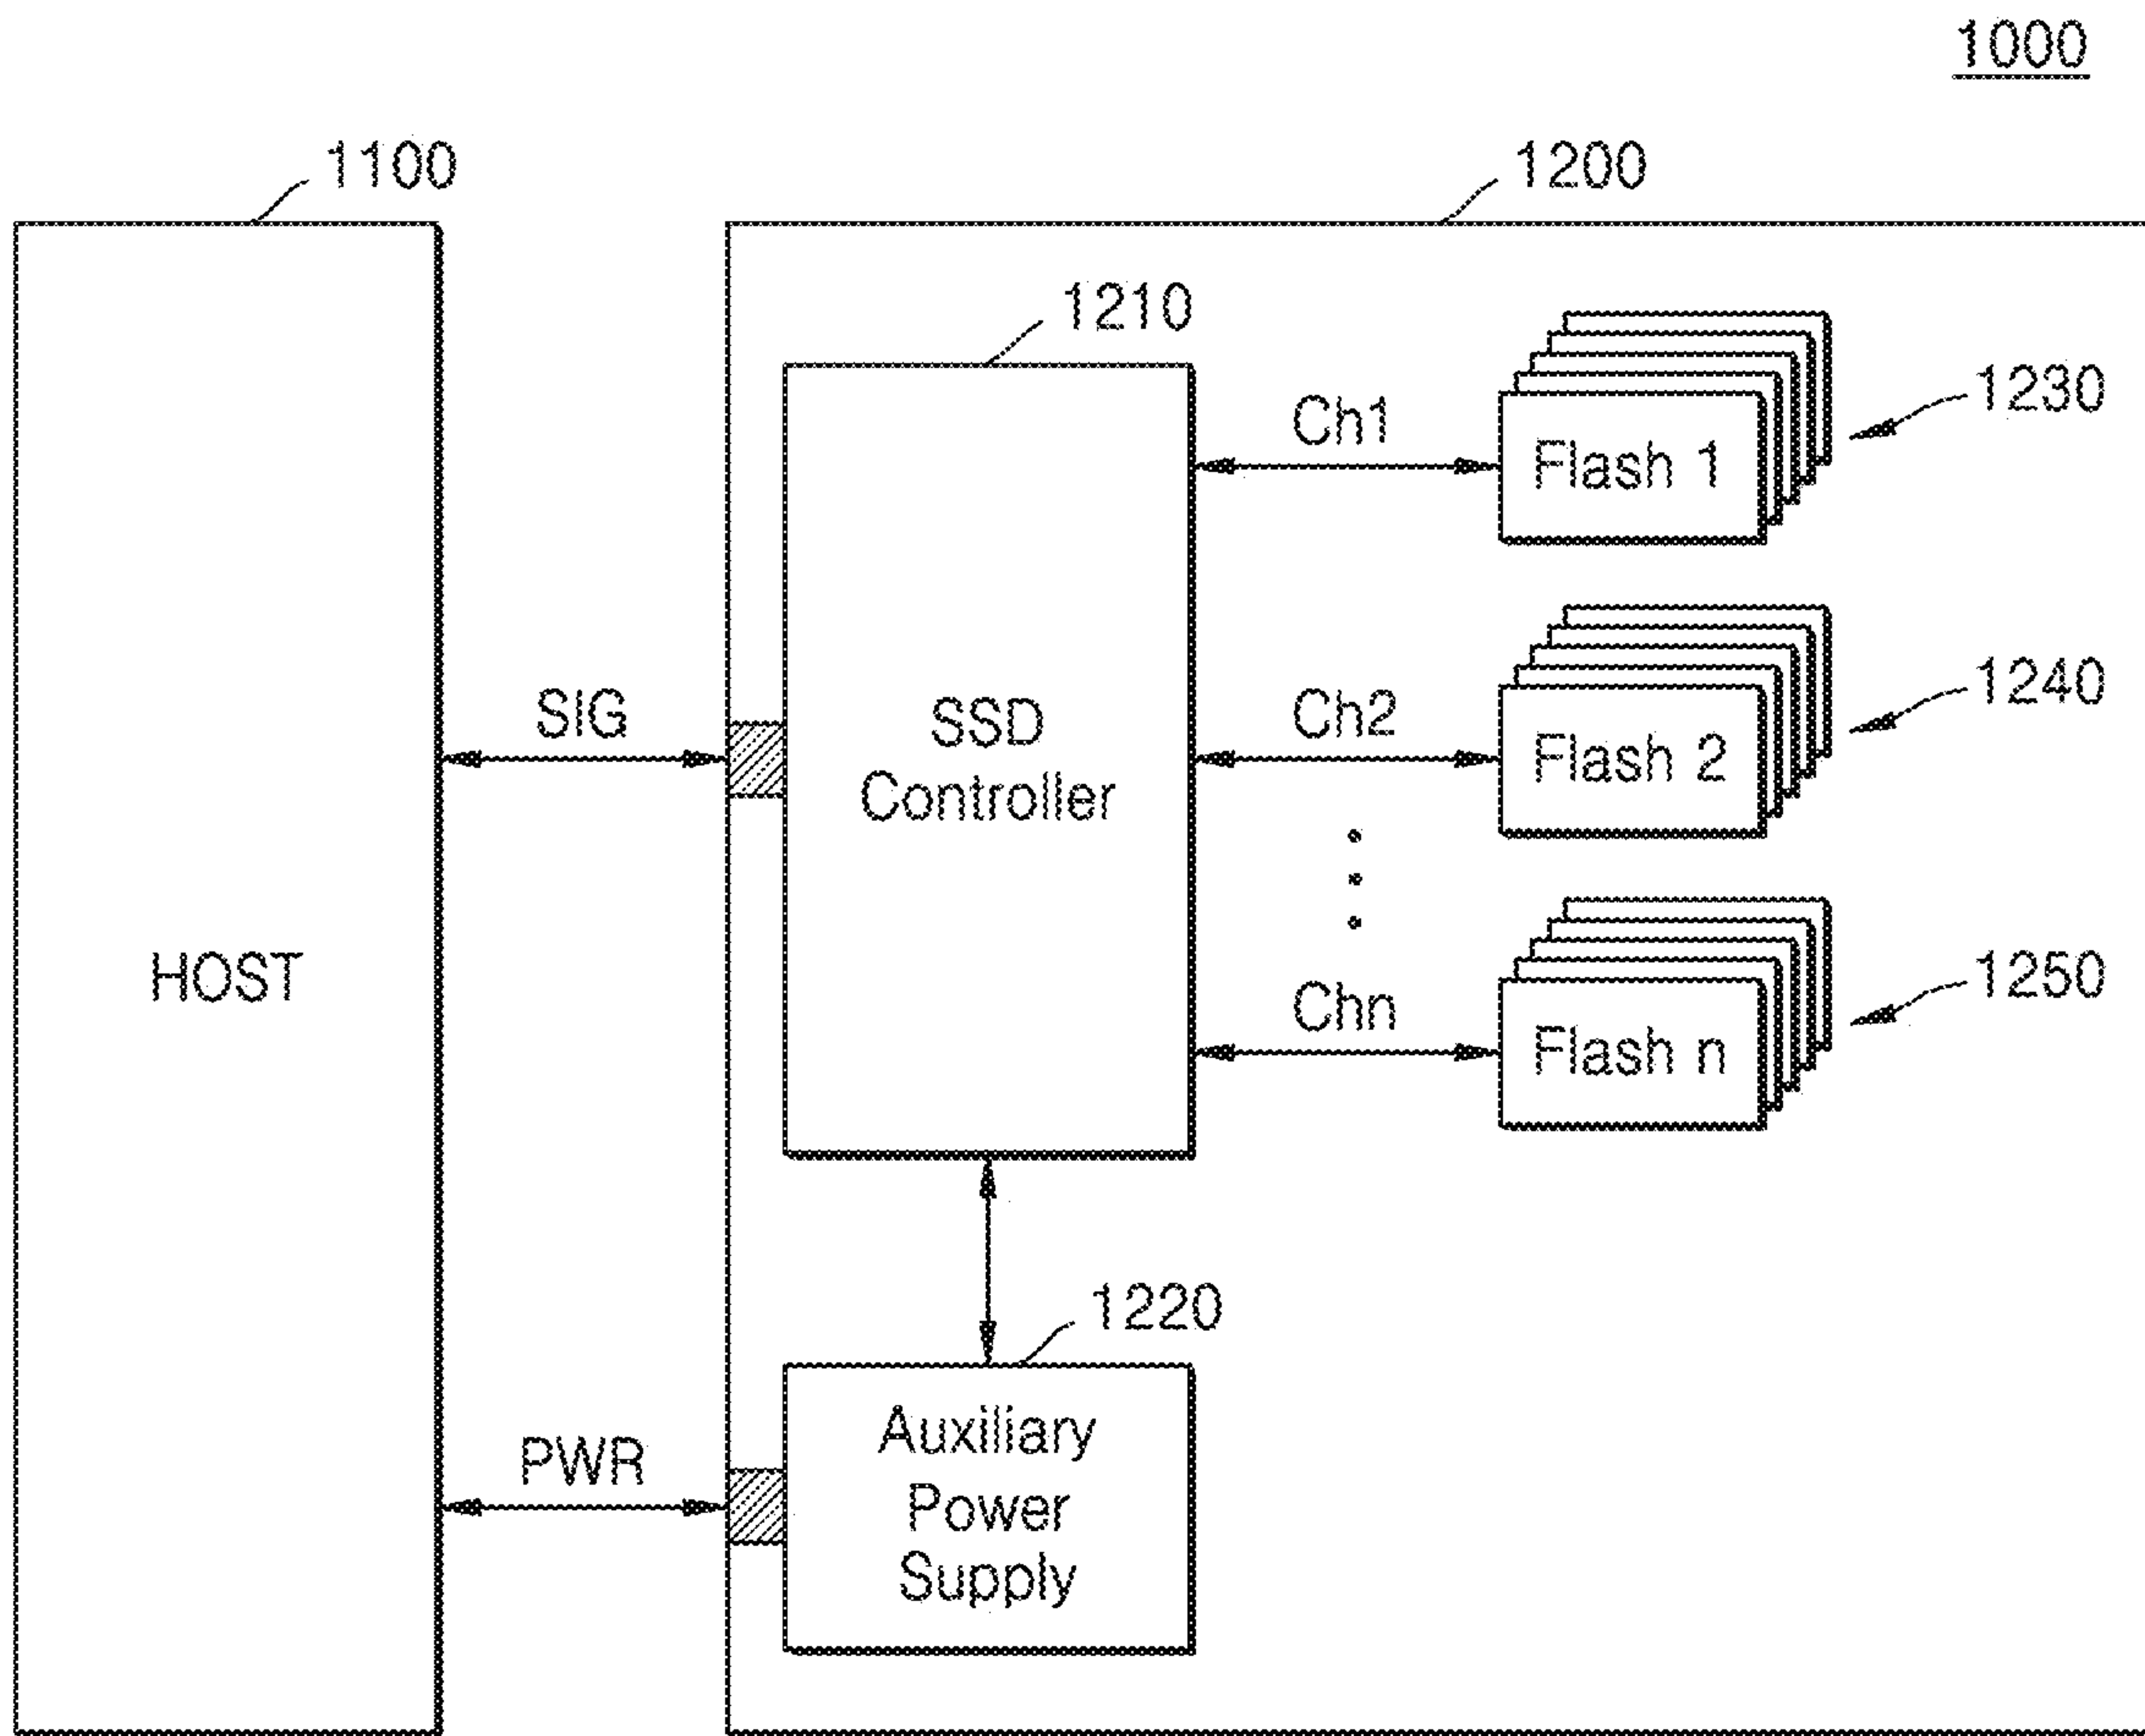 1000
1100
1200
1210
Ch1
Flash 1
1230
SIG
SSD
Controller
Ch2
Flash 2
1240
HOST
Chn
Flash n
1250
1220
PWR
Auxiliary
Power
Supply